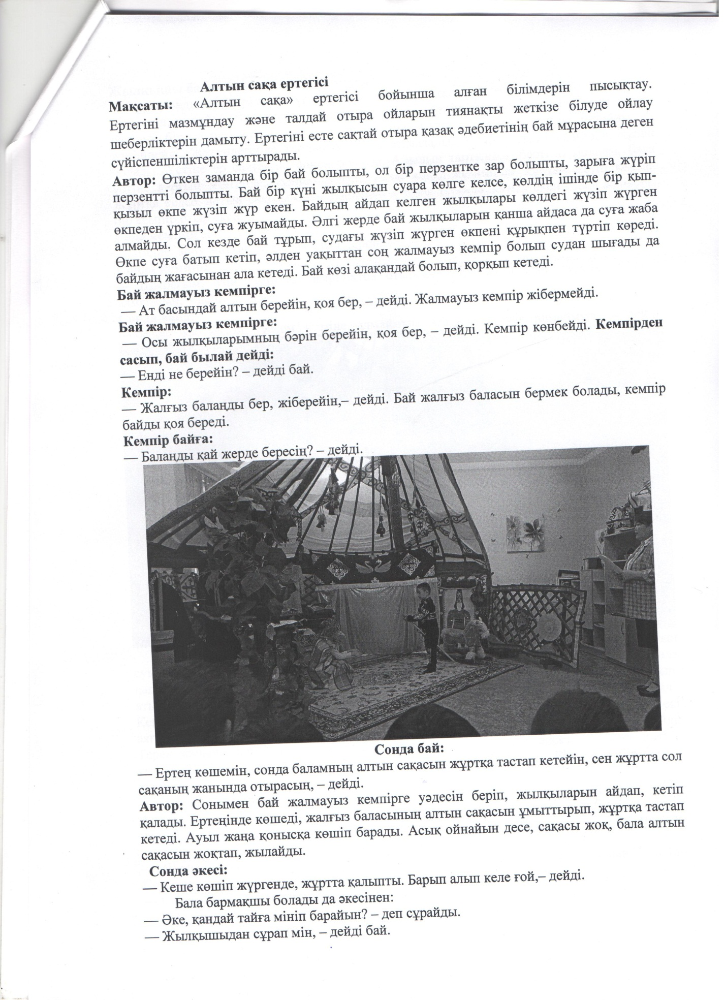 Алтын сақа ертегісі
Мақсаты: «Алтын сақа» ертегісі бойынша алған білімдерін пысықтау.
Ертегіні мазмұндау және талдай отыра ойларын тиянақты жеткізе білуде ойлау
шеберліктерін дамыту. Ертегіні есте сақтай отыра қазақ әдебиетінің бай мұрасына деген
сүйіспеншіліктерін арттырады.
Автор: Өткен заманда бір бай болыпты, ол бір перзентке зар болыпты, зарыға жүріп
перзентті болыпты. Бай бір күні жылқысын суара көлге келсе, көлдің ішінде бір қып-
қызыл өкпе жүзіп жүр екен. Байдың айдап келген жылқылары көлдегі жүзіп жүрген
өкпеден үркіп, суға жуымайды. Әлгі жерде бай жылқыларын қанша айдаса да суға жаба
алмайды. Сол кезде бай тұрып, судағы жүзіп жүрген өкпені құрықпен түртіп көреді.
Өкпе суға батып кетіп, әлден уақыттан соң жалмауыз кемпір болып судан шығады да
байдың жағасынан ала кетеді. Бай көзі алақандай болып, қорқып кетеді.
Бай жалмауыз кемпірге:
— Ат басындай алтын берейін, қоя бер, – дейді. Жалмауыз кемпір жібермейді.
Бай жалмауыз кемпірге:
— Осы жылқыларымның бәрін берейін, қоя бер, – дейді. Кемпір көнбейді. Кемпірден
сасып, бай былай дейді:
— Енді не берейін? – дейді бай.
Кемпір:
— Жалғыз балаңды бер, жіберейін,– дейді. Бай жалғыз баласын бермек болады, кемпір
байды қоя береді.
Кемпір байға:
— Балаңды қай жерде бересің? – дейді.
Сонда бай:
— Ертең көшемін, сонда баламның алтын сақасын жұртқа тастап кетейін, сен жұртта сол
сақаның жанында отырасың, – дейді.
Автор: Сонымен бай жалмауыз кемпірге уәдесін беріп, жылқыларын айдап, кетіп
қалады. Ертеңінде көшеді, жалғыз баласының алтын сақасын ұмыттырып, жұртқа тастап
кетеді. Ауыл жаңа қонысқа көшіп барады. Асық ойнайын десе, сақасы жоқ, бала алтын
сақасын жоқтап, жылайды.
Сонда әкесі:
— Кеше көшіп жүргенде, жұртта қалыпты. Барып алып келе ғой,– дейді.
Бала бармақшы болады да әкесінен:
— Әке, қандай тайға мініп барайын? – деп сұрайды.
— Жылқышыдан сұрап мін, – дейді бай.